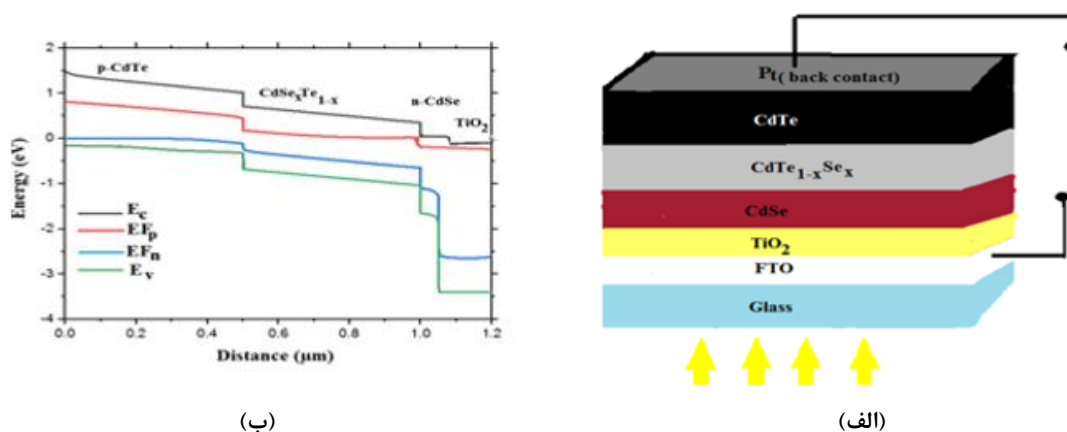 2
1
0
-1
-2
-3
-4
Energy (eV)
p-CdTe
CdSeₓTe₁₋ₓ
n-CdSe
TiO₂
E꜀
EFₚ
EFₙ
Eᵥ
0.0 0.2 0.4 0.6 0.8 1.0 1.2
Distance (µm)
(ب)
Pt( back contact)
CdTe
CdTe₁₋ₓSeₓ
CdSe
TiO₂
FTO
Glass
(الف)